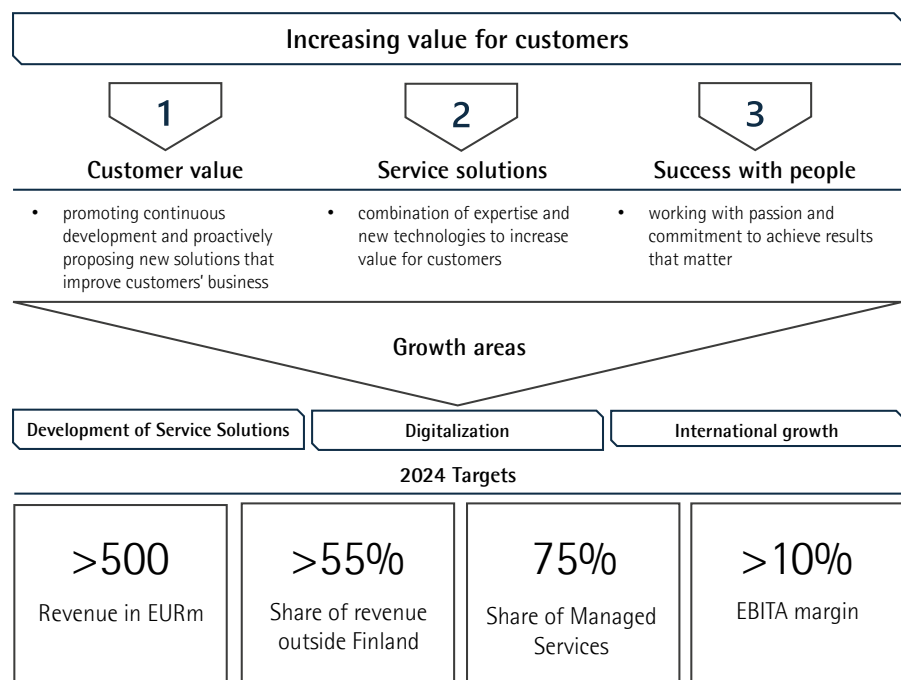 Increasing value for customers
1
2
3
Customer value
Service solutions
Success with people
• promoting continuous
development and proactively
proposing new solutions that
improve customers' business
• combination of expertise and
new technologies to increase
value for customers
• working with passion and
commitment to achieve results
that matter
Growth areas
Development of Service Solutions
Digitalization
International growth
2024 Targets
>500
Revenue in EURm
>55%
Share of revenue
outside Finland
75%
Share of Managed
Services
>10%
EBITA margin